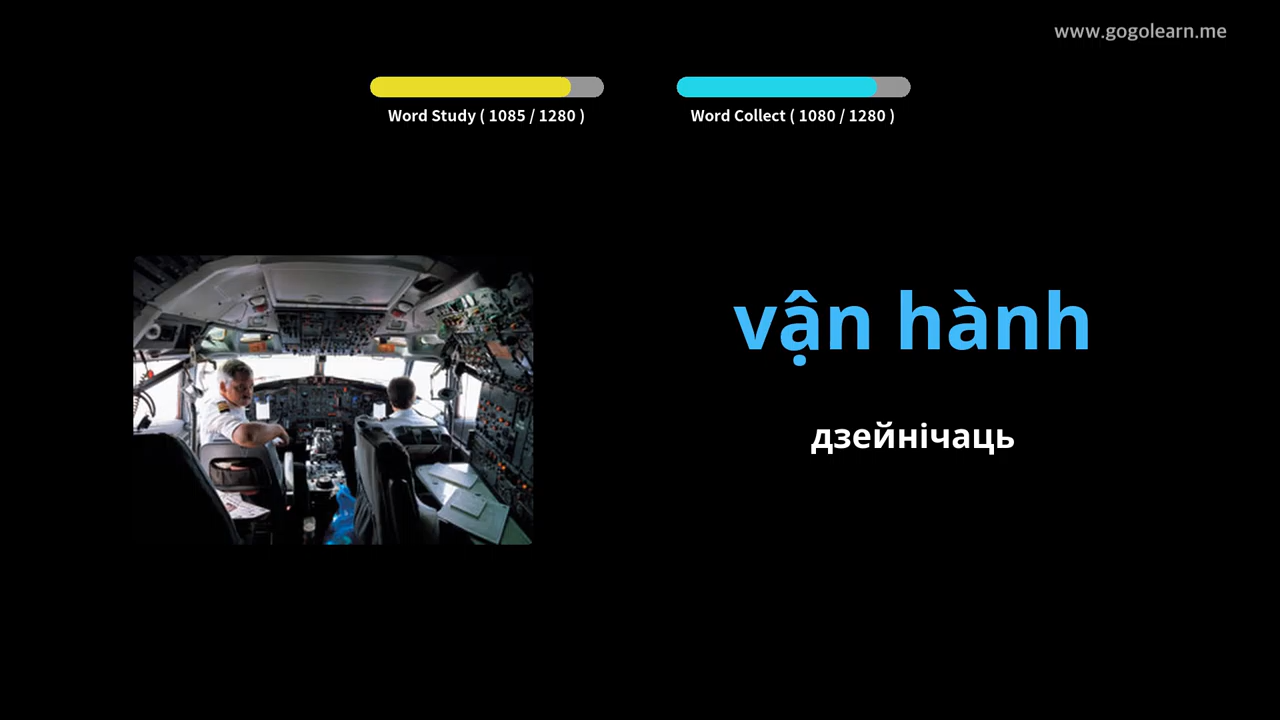 www.gogolearn.me
Word Study ( 1085 / 1280 )
Word Collect ( 1080 / 1280 )
vận hành
дзейнічаць